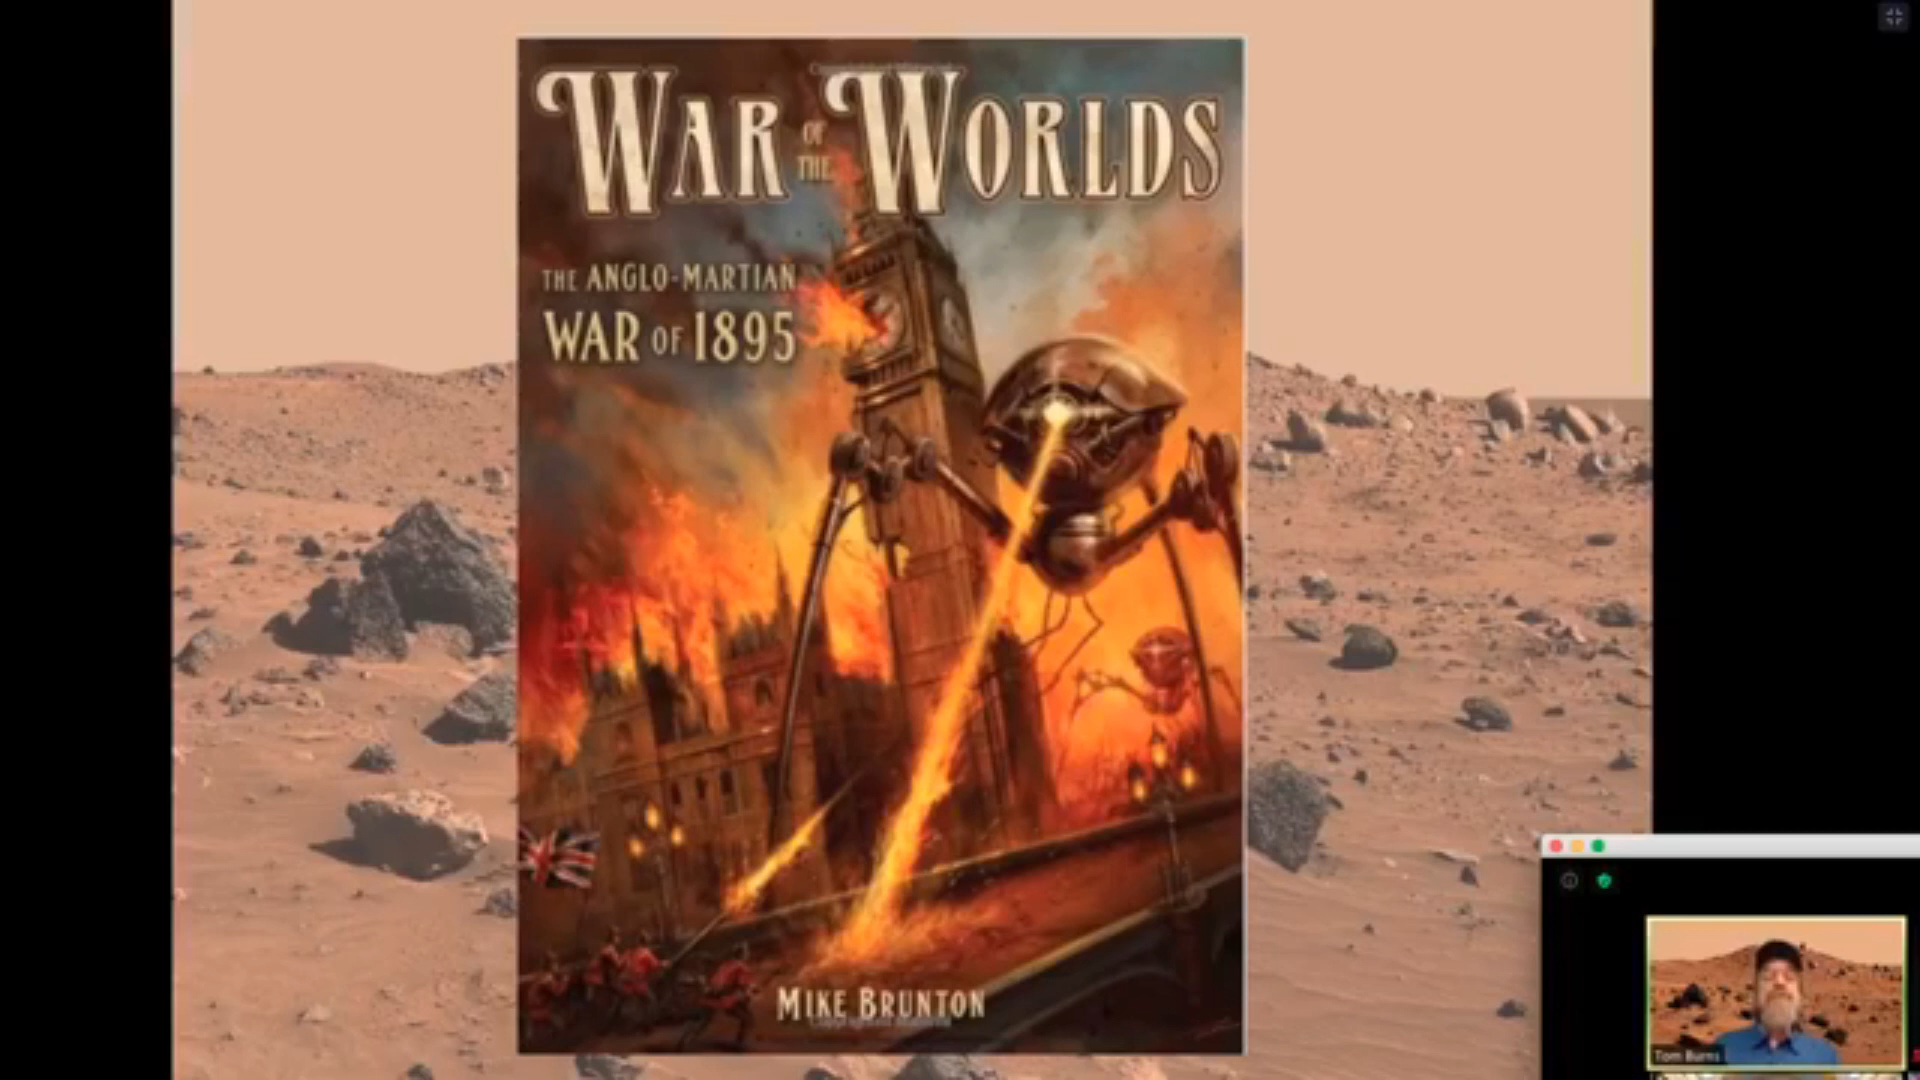 WAR OF THE WORLDS
THE ANGLO-MARTIAN
WAR OF 1895
MIKE BRUNTON
Tom Burns